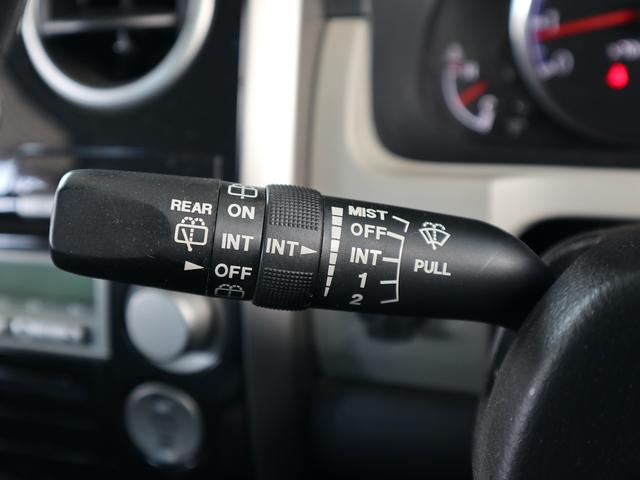 REAR
ON
INT
OFF
INT
MIST
OFF
INT
1
2
PULL